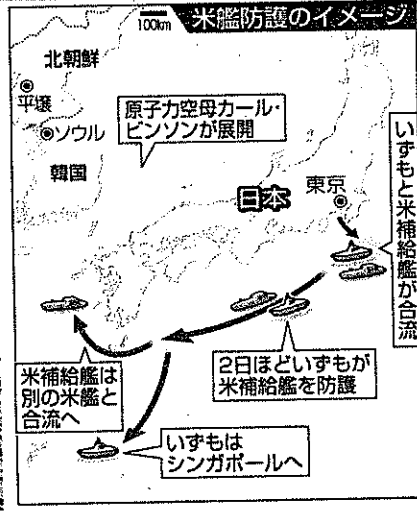 米艦防護のイメージ
100km
北朝鮮
平壌
ソウル
韓国
原子力空母カール・
ビンソンが展開
日本
東京
いずもと米補給艦が合流
2日ほどいずもが
米補給艦を防護
米補給艦は
別の米艦と
合流へ
いずもは
シンガポールへ